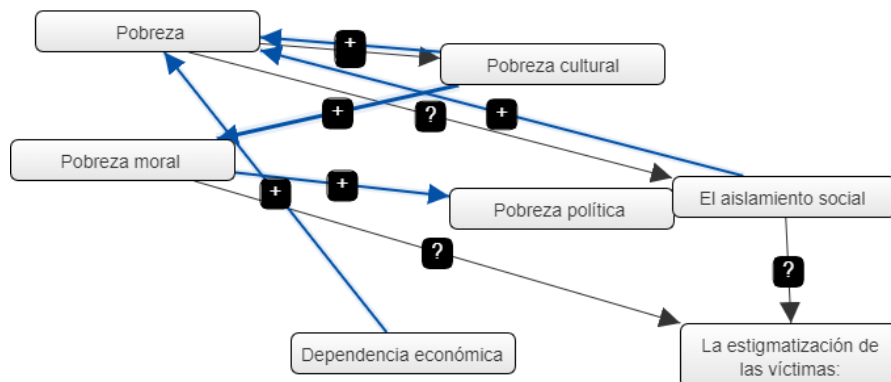 Pobreza
+
Pobreza cultural
+
?
+
Pobreza moral
+
+
Pobreza política
El aislamiento social
?
?
Dependencia económica
La estigmatización de
las víctimas: